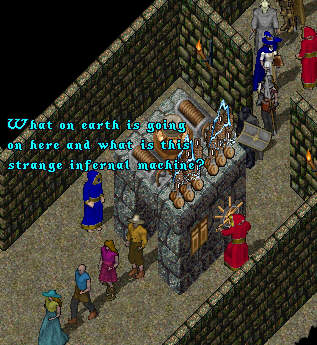 What on earth is going
on here and what is this
strange infernal machine?